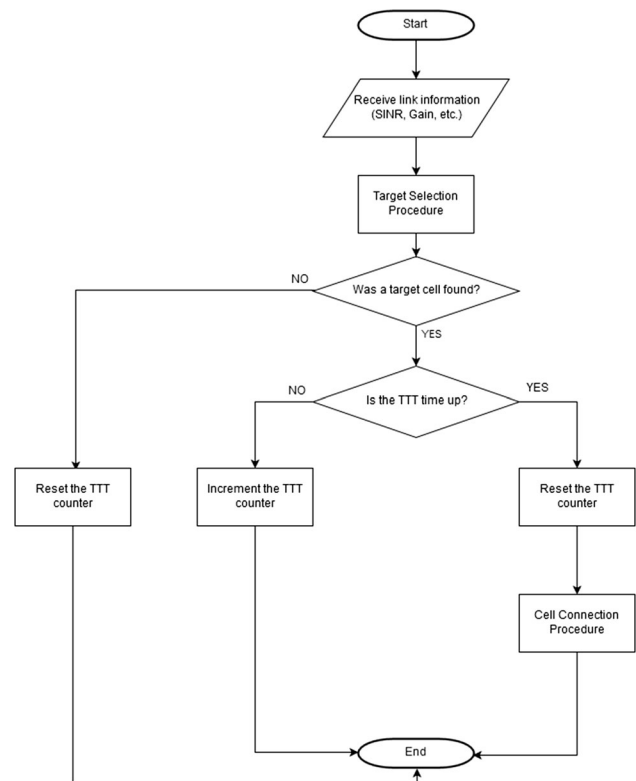 Start
Receive link information
(SINR, Gain, etc.)
Target Selection
Procedure
Was a target cell found?
NO
YES
Is the TTT time up?
NO
YES
Reset the TTT
counter
Increment the TTT
counter
Reset the TTT
counter
Cell Connection
Procedure
End